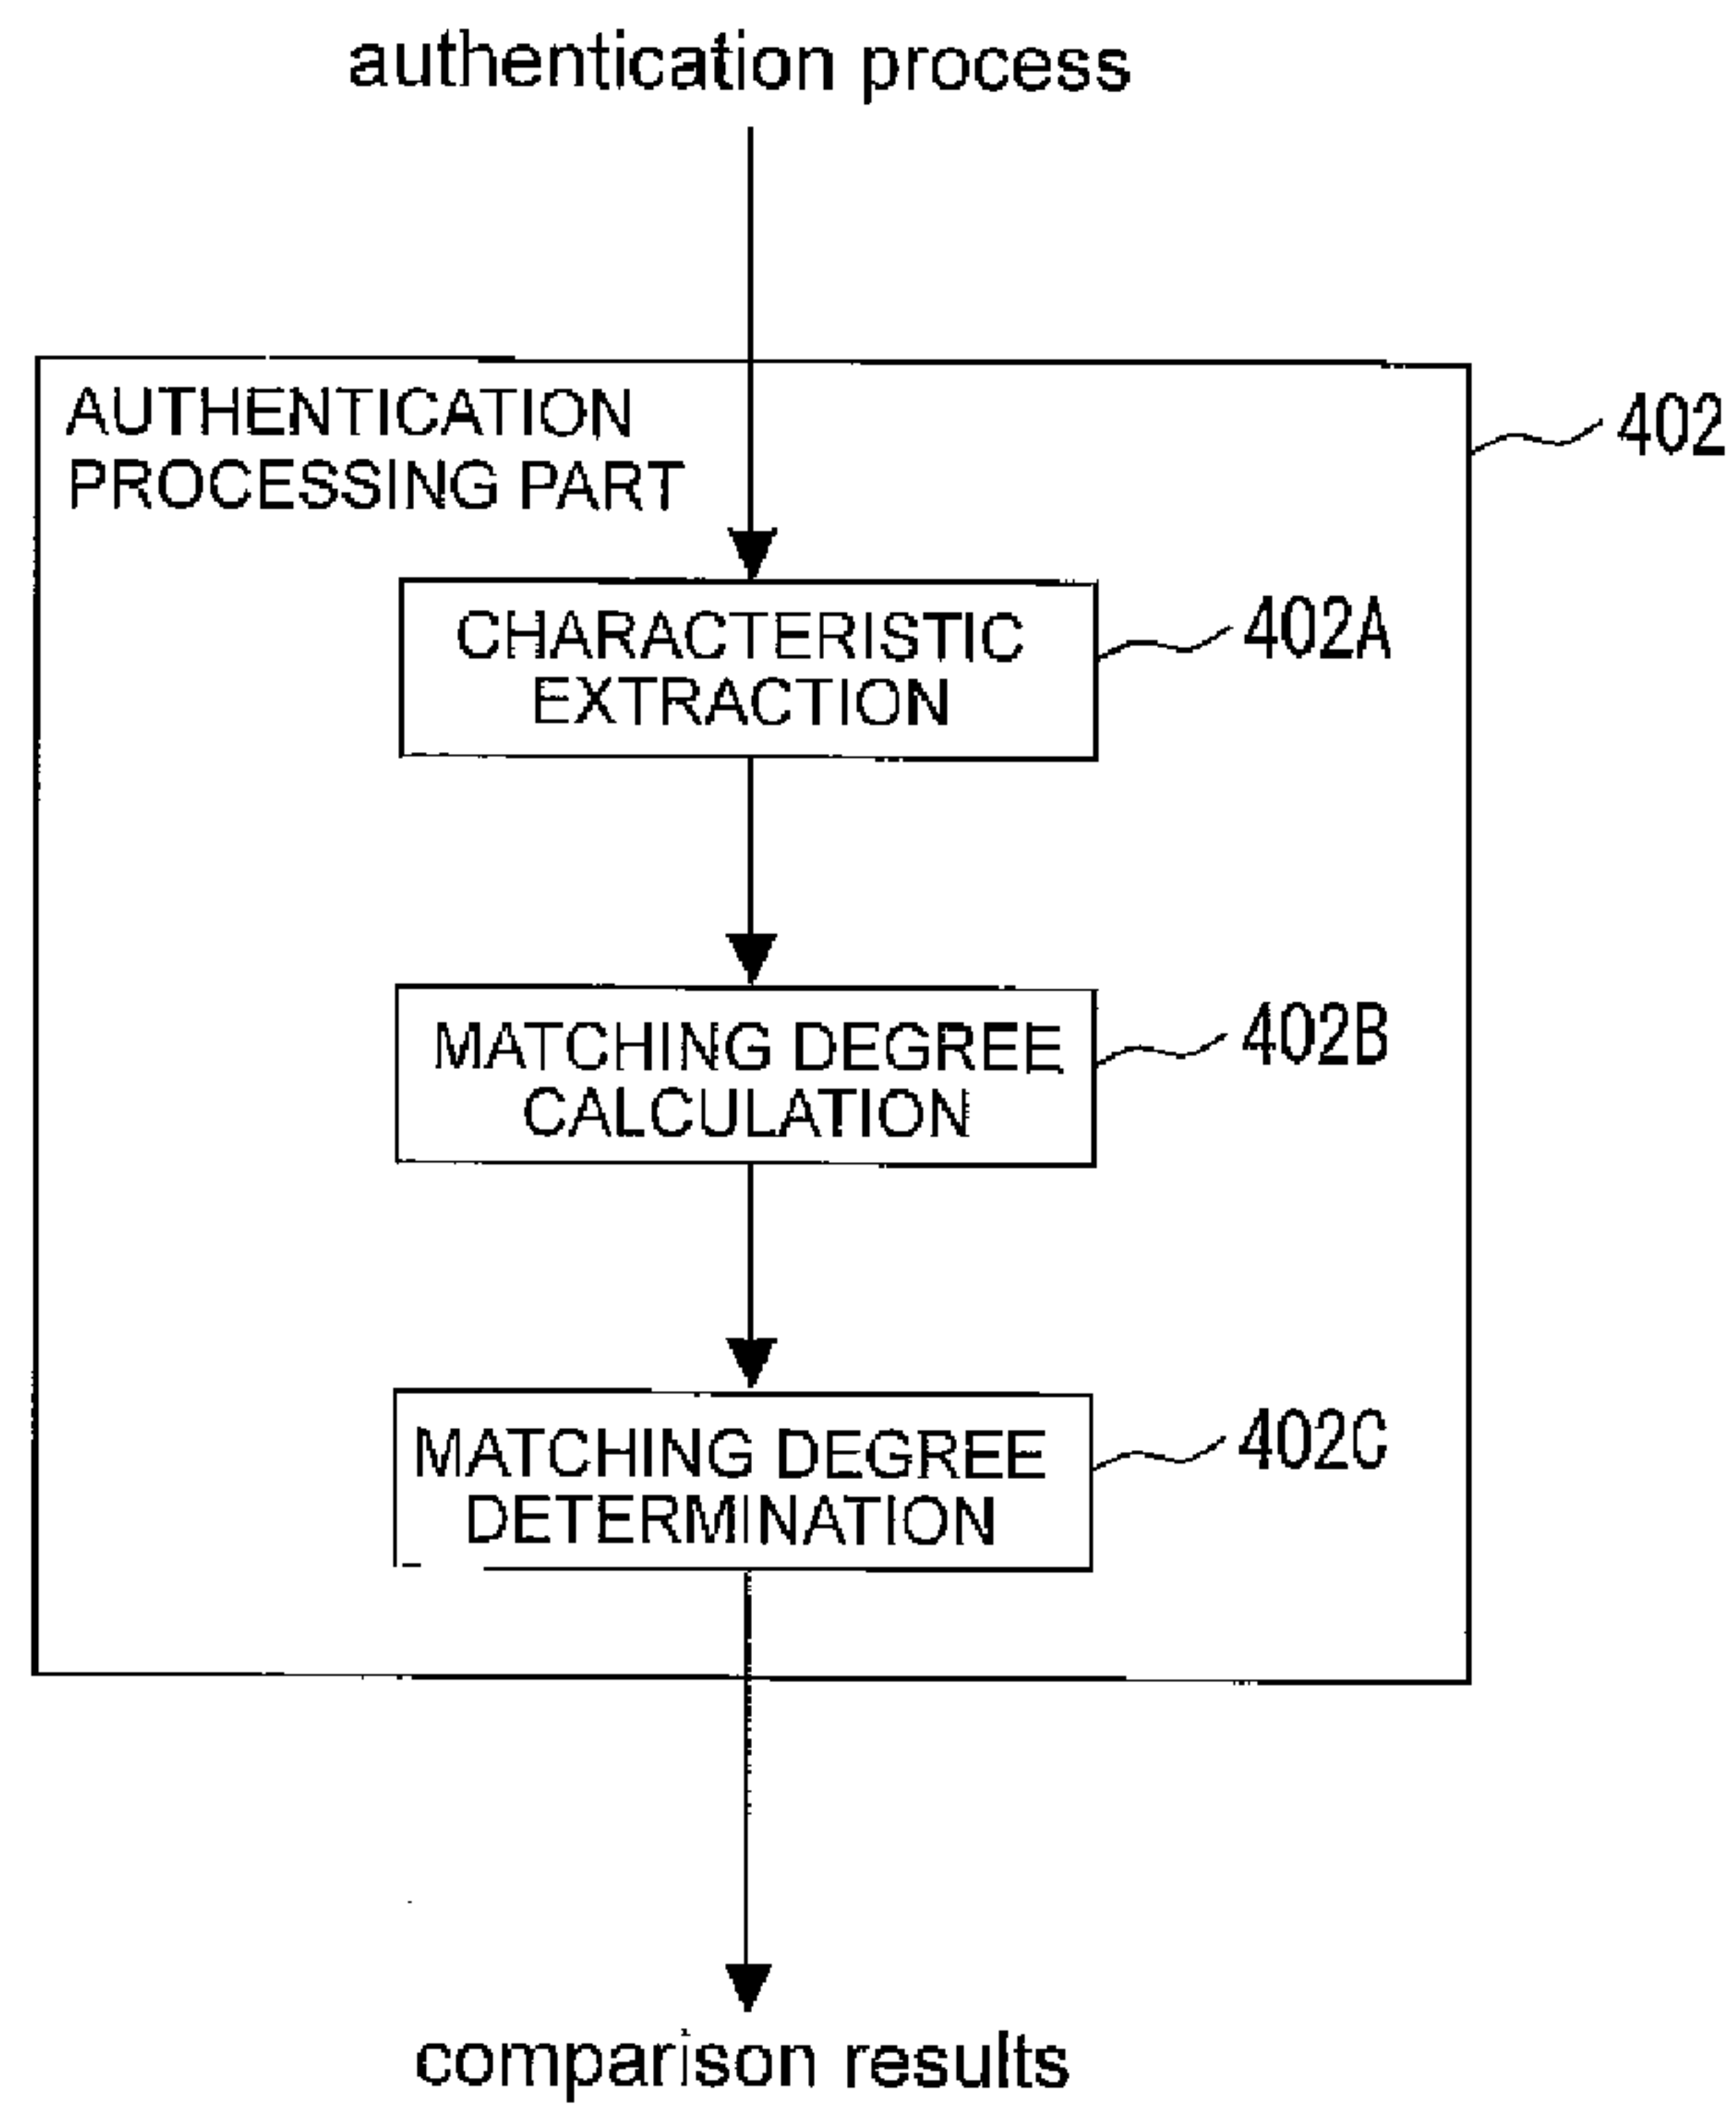 authentication process
AUTHENTICATION
PROCESSING PART
402
CHARACTERISTIC
EXTRACTION
402A
MATCHING DEGREE
CALCULATION
402B
MATCHING DEGREE
DETERMINATION
402C
comparison results